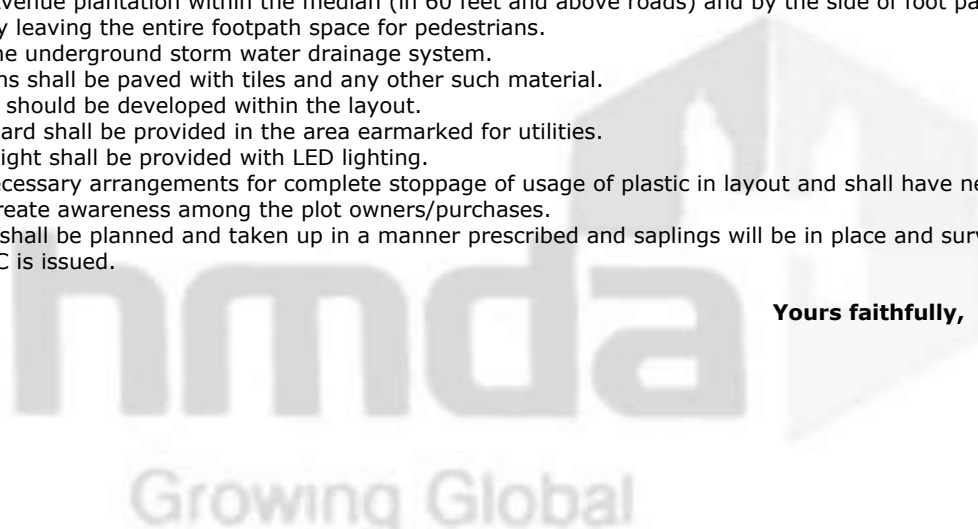 venue plantation within the median (in 60 feet and above roads) and by the side of foot pa
y leaving the entire footpath space for pedestrians.
ne underground storm water drainage system.
ns shall be paved with tiles and any other such material.
should be developed within the layout.
ard shall be provided in the area earmarked for utilities.
ight shall be provided with LED lighting.
ecessary arrangements for complete stoppage of usage of plastic in layout and shall have ne
reate awareness among the plot owners/purchases.
shall be planned and taken up in a manner prescribed and saplings will be in place and surv
C is issued.
Yours faithfully,
hmda
Growing Global